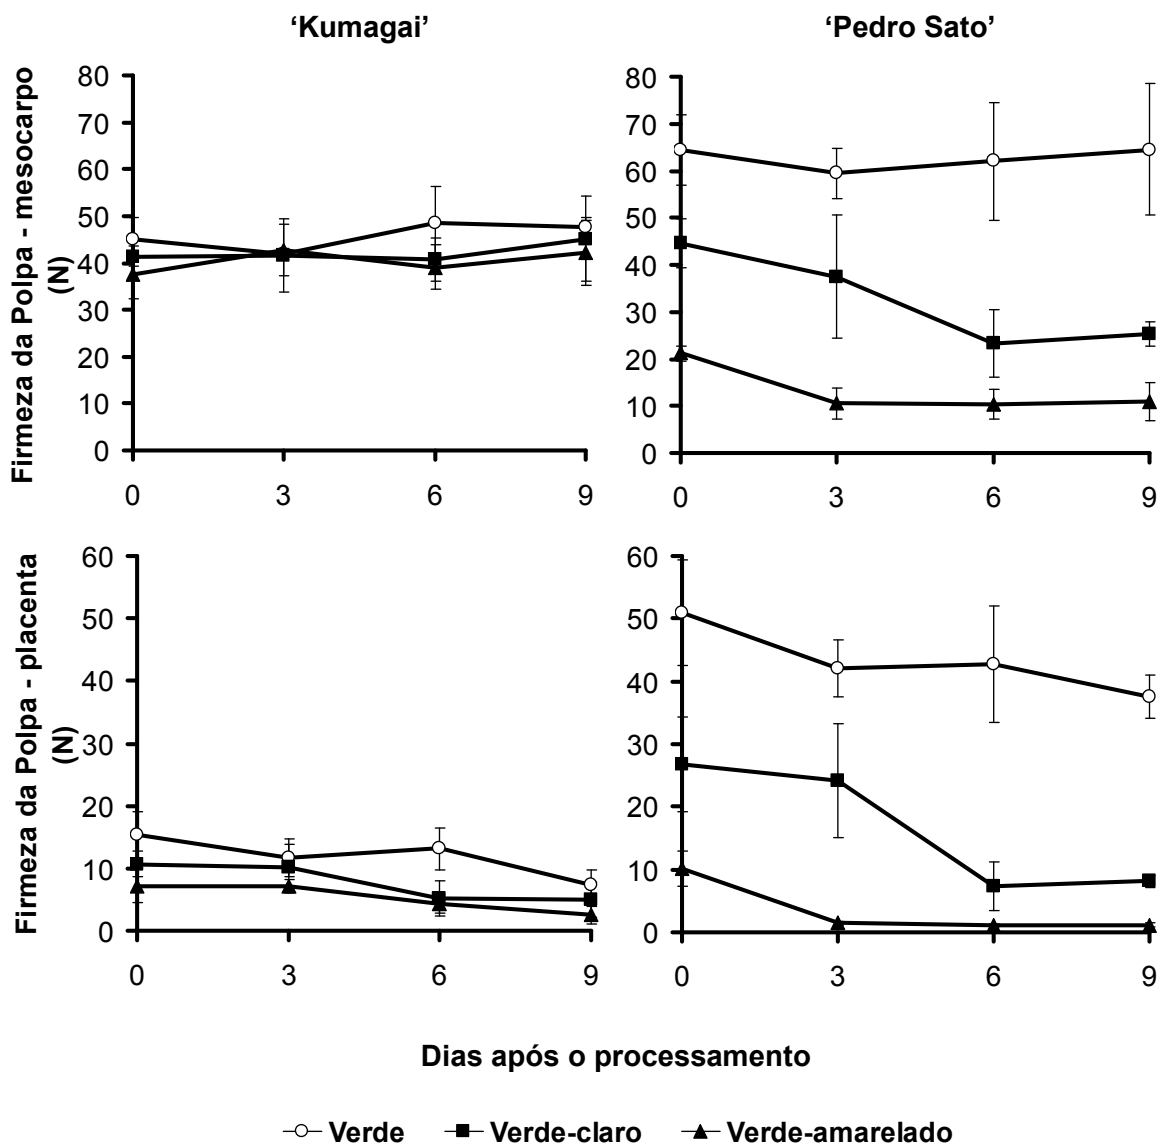 ‘Kumagai’
‘Pedro Sato’
Firmeza da Polpa - mesocarpo
(N)
80
70
60
50
40
30
20
10
0
0 3 6 9
80
70
60
50
40
30
20
10
0
0 3 6 9
Firmeza da Polpa - placenta
(N)
60
50
40
30
20
10
0
0 3 6 9
60
50
40
30
20
10
0
0 3 6 9
Dias após o processamento
Verde Verde-claro Verde-amarelado